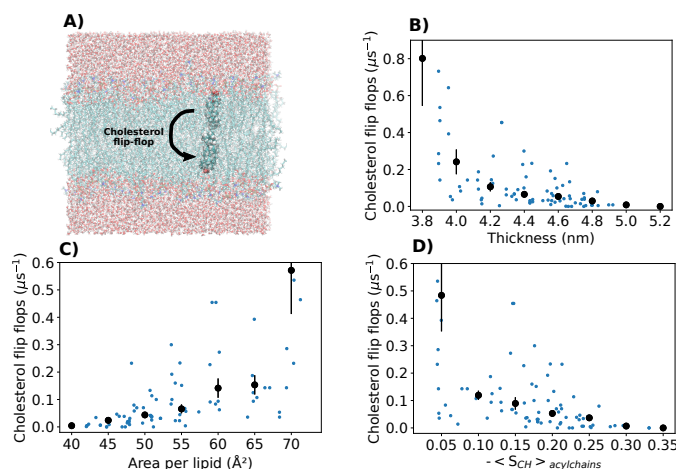 A)
Cholesterol
flip-flop
B)
Cholesterol flip flops (μs⁻¹)
0.8
0.6
0.4
0.2
0.0
3.8 4.0 4.2 4.4 4.6 4.8 5.0 5.2
Thickness (nm)
C)
Cholesterol flip flops (μs⁻¹)
0.6
0.5
0.4
0.3
0.2
0.1
0.0
40 45 50 55 60 65 70
Area per lipid (Å²)
D)
Cholesterol flip flops (μs⁻¹)
0.6
0.5
0.4
0.3
0.2
0.1
0.0
0.05 0.10 0.15 0.20 0.25 0.30 0.35
-< S_CH >_acylchains